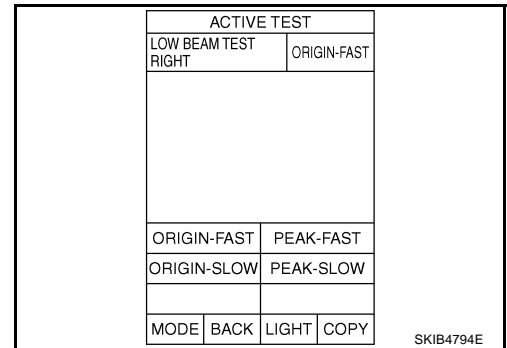 ACTIVE TEST
LOW BEAM TEST
RIGHT
ORIGIN-FAST
ORIGIN-FAST PEAK-FAST
ORIGIN-SLOW PEAK-SLOW
MODE BACK LIGHT COPY
SKIB4794E